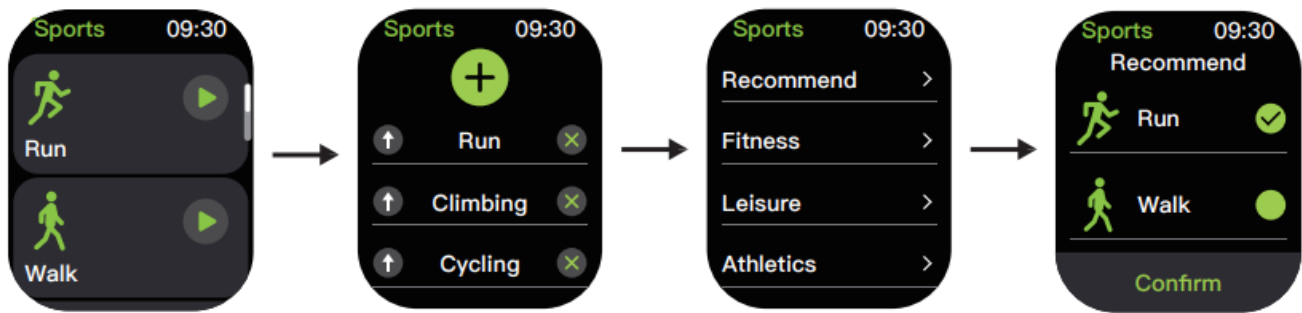 Sports 09:30
Run
Walk
Sports 09:30
Run
Climbing
Cycling
Sports 09:30
Recommend
Fitness
Leisure
Athletics
Sports 09:30
Recommend
Run
Walk
Confirm